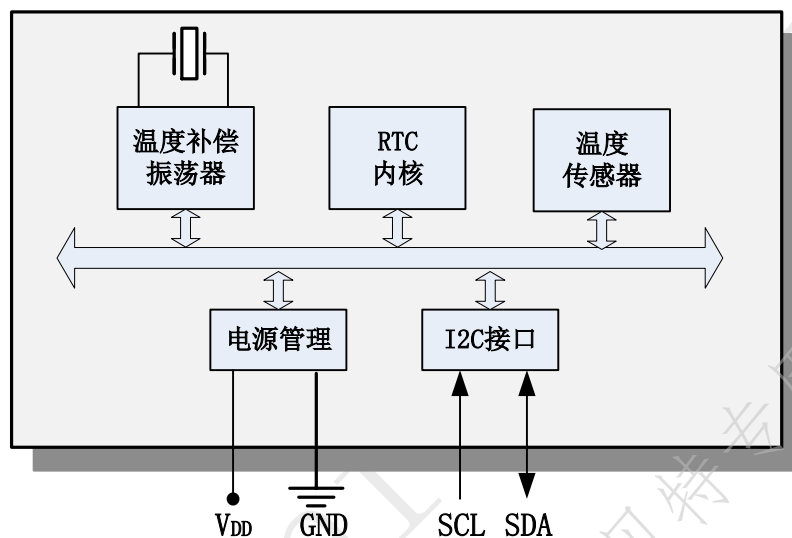 温度补偿
振荡器
RTC
内核
温度
传感器
电源管理
I2C接口
VDD
GND
SCL
SDA